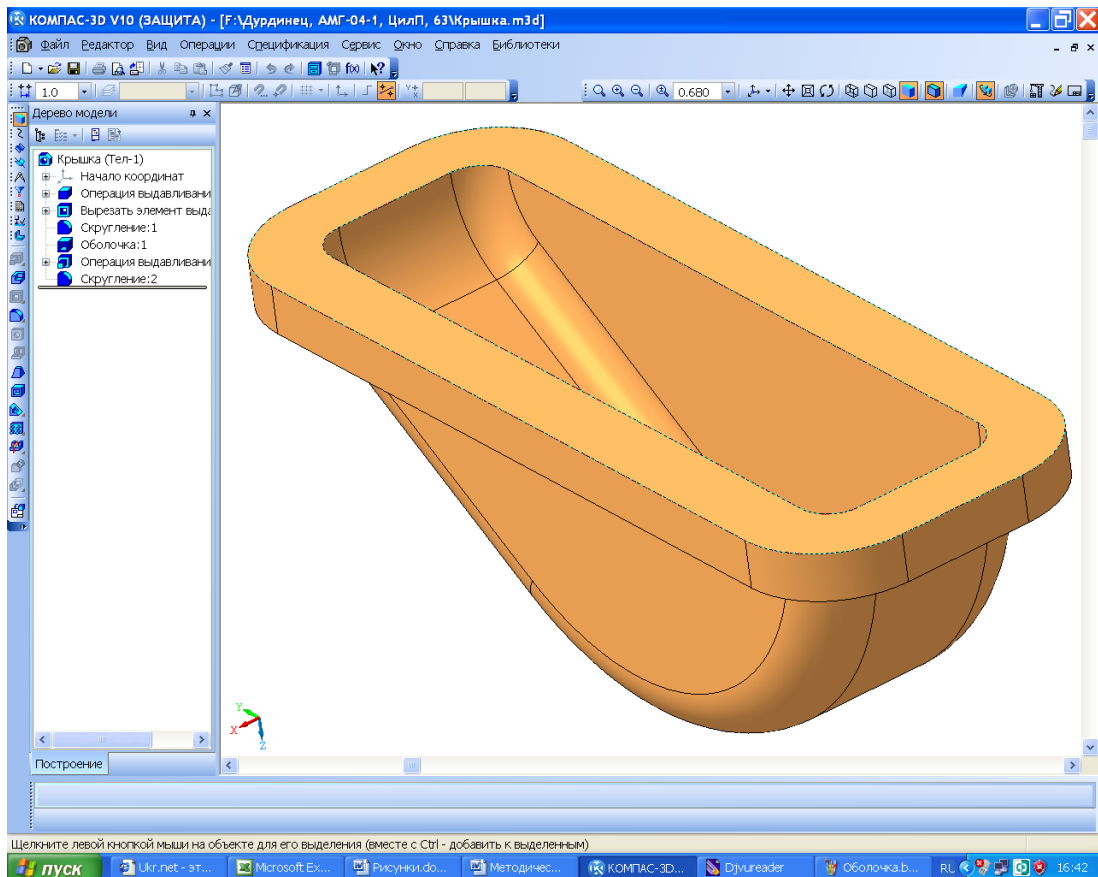 КОМПАС-3D V10 (ЗАЩИТА) - [F:\Дурдинец, АМГ-04-1, ЦилП, 63\Крышка.m3d]
Файл Редактор Вид Операции Спецификация Сервис Окно Справка Библиотеки
f(x)
1.0 0.680
Дерево модели
Крышка (Тел-1)
Начало координат
Операция выдавливани
Вырезать элемент выда
Скругление:1
Оболочка:1
Операция выдавливани
Скругление:2
Y
X
Z
Построение
Щелкните левой кнопкой мыши на объекте для его выделения (вместе с Ctrl - добавить к выделенным)
пуск Ukr.net - эт... Microsoft Ex... Рисунки.do... Методичес... КОМПАС-3D... Djvureader Оболочка.b... RU 16:42